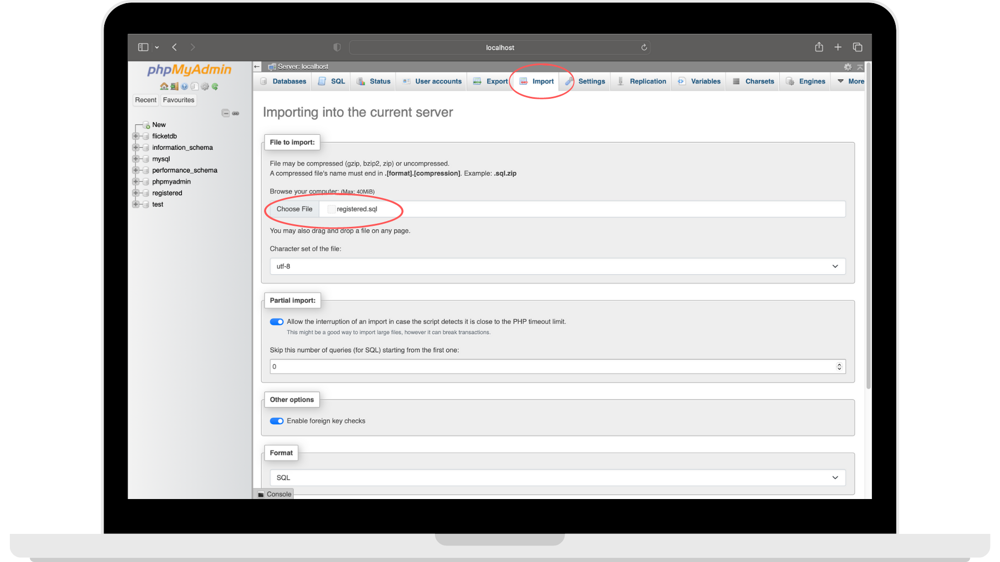 localhost
phpMyAdmin
Recent
Favourites
New
flicketdb
information_schema
mysql
performance_schema
phpmyadmin
registered
test
Server: localhost
Databases
SQL
Status
User accounts
Export
Import
Settings
Replication
Variables
Charsets
Engines
More
Importing into the current server
File to import:
File may be compressed (gzip, bzip2, zip) or uncompressed.
A compressed file's name must end in .[format].[compression]. Example: .sql.zip
Browse your computer: (Max: 40MiB)
Choose File registered.sql
You may also drag and drop a file on any page.
Character set of the file:
utf-8
Partial import:
Allow the interruption of an import in case the script detects it is close to the PHP timeout limit.
This might be a good way to import large files, however it can break transactions.
Skip this number of queries (for SQL) starting from the first one:
0
Other options
Enable foreign key checks
Format
SQL
Console